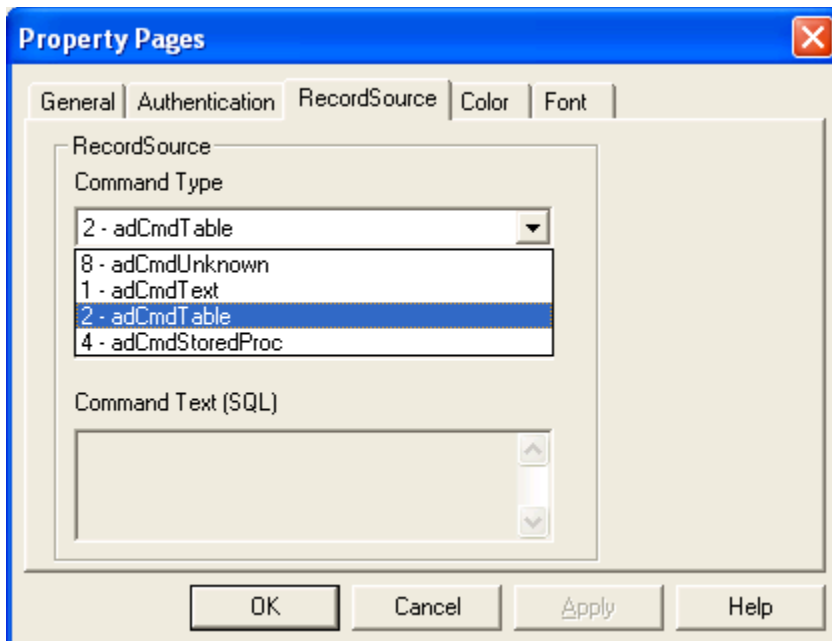 Property Pages
General Authentication RecordSource Color Font
RecordSource
Command Type
2 - adCmdTable
8 - adCmdUnknown
1 - adCmdText
2 - adCmdTable
4 - adCmdStoredProc
Command Text (SQL)
OK Cancel Apply Help